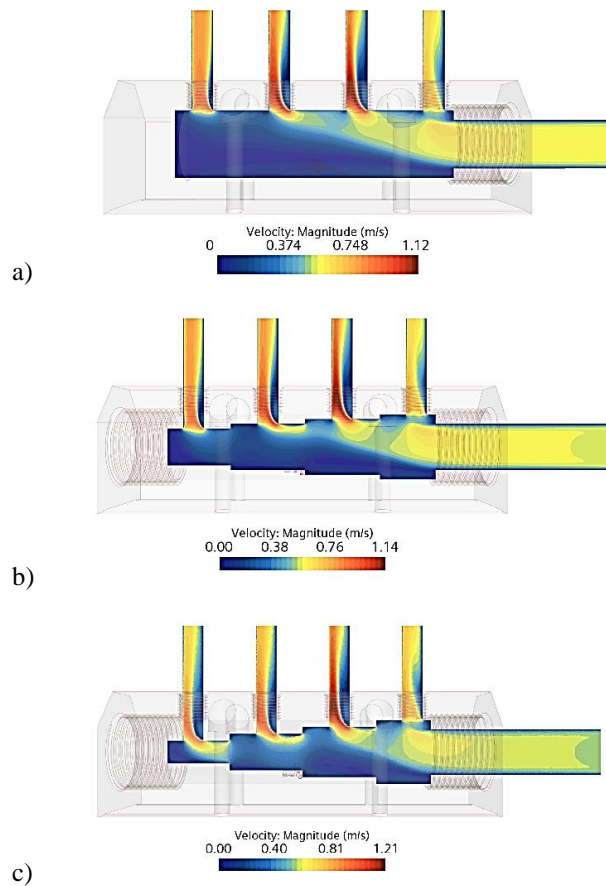 Velocity: Magnitude (m/s)
0 0.374 0.748 1.12
a)
Velocity: Magnitude (m/s)
0.00 0.38 0.76 1.14
b)
Velocity: Magnitude (m/s)
0.00 0.40 0.81 1.21
c)